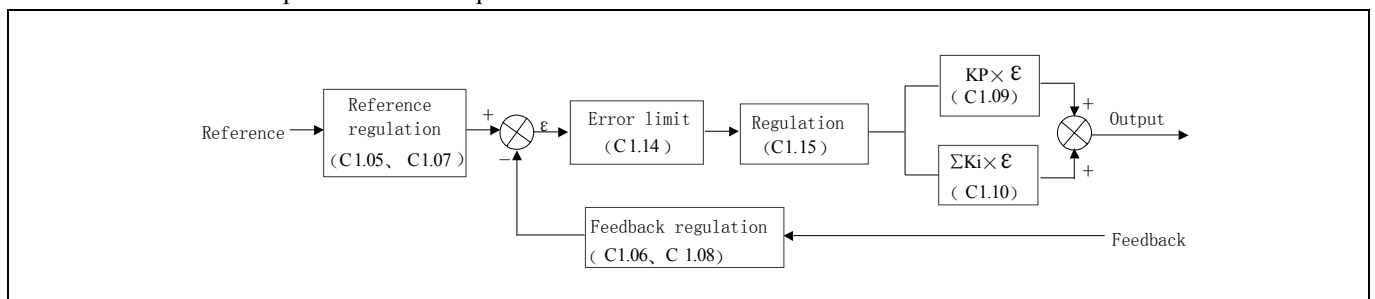 Reference
Reference
regulation
（C1.05、 C1.07）
+
−
ε
Error limit
（C1.14）
Regulation
（C1.15）
KP× ε
（ C1.09）
ΣKi× ε
（ C1.10）
+
+
Output
Feedback regulation
（ C1.06、C 1.08）
Feedback